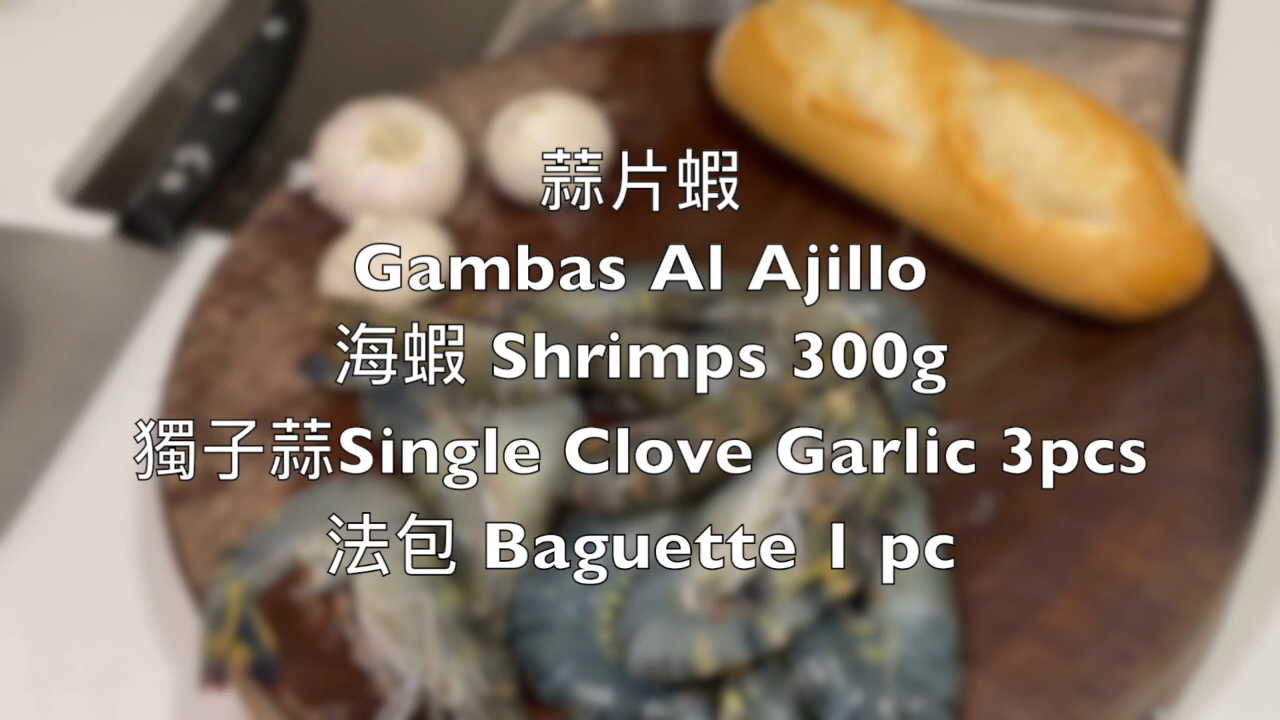 蒜片蝦
Gambas Al Ajillo
海蝦 Shrimps 300g
獨子蒜Single Clove Garlic 3pcs
法包 Baguette 1 pc